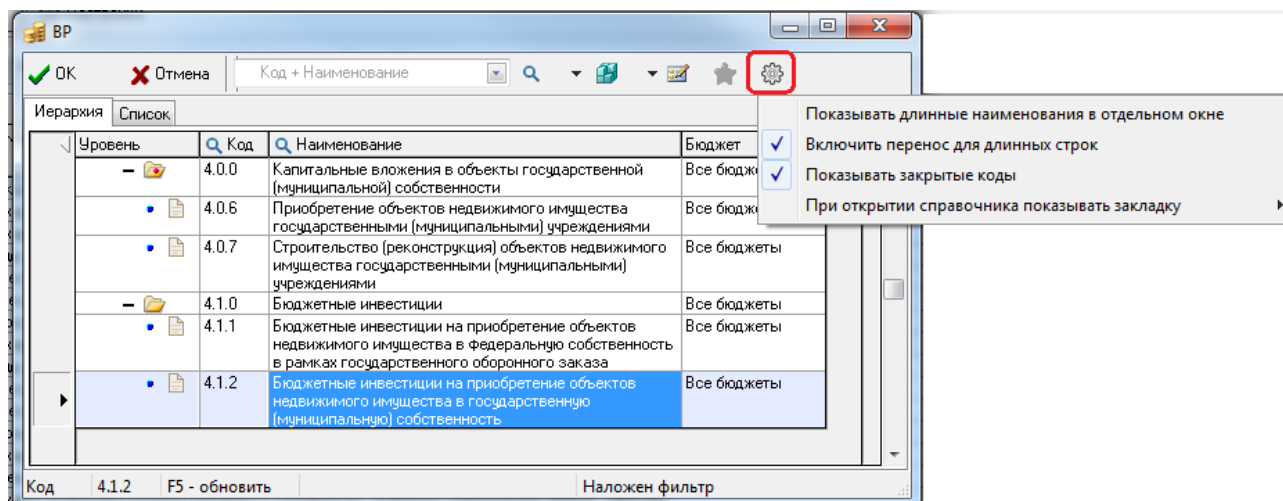 ВР
ОК Отмена Код + Наименование
Иерархия Список
Уровень Код Наименование Бюджет
4.0.0 Капитальные вложения в объекты государственной Все бюдж
(муниципальной) собственности
4.0.6 Приобретение объектов недвижимого имущества Все бюдж
государственными (муниципальными) учреждениями
4.0.7 Строительство (реконструкция) объектов недвижимого Все бюджеты
имущества государственными (муниципальными)
учреждениями
4.1.0 Бюджетные инвестиции Все бюджеты
4.1.1 Бюджетные инвестиции на приобретение объектов Все бюджеты
недвижимого имущества в федеральную собственность
в рамках государственного оборонного заказа
4.1.2 Бюджетные инвестиции на приобретение объектов Все бюджеты
недвижимого имущества в государственную
(муниципальную) собственность
Код 4.1.2 F5 - обновить Наложен фильтр
Показывать длинные наименования в отдельном окне
Включить перенос для длинных строк
Показывать закрытые коды
При открытии справочника показывать закладку